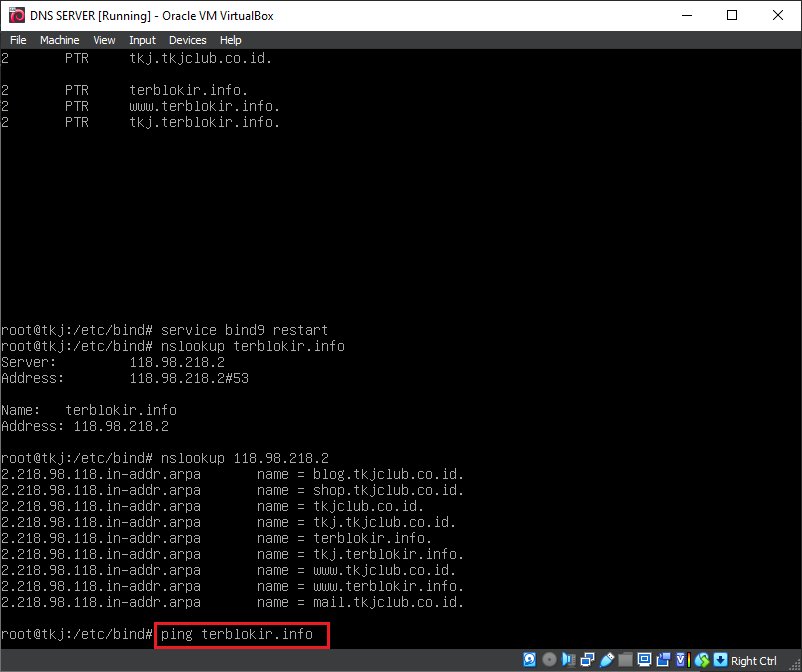 DNS SERVER [Running] - Oracle VM VirtualBox
File Machine View Input Devices Help
2 PTR tkj.tkjclub.co.id.
2 PTR terblokir.info.
2 PTR www.terblokir.info.
2 PTR tkj.terblokir.info.
root@tkj:/etc/bind# service bind9 restart
root@tkj:/etc/bind# nslookup terblokir.info
Server: 118.98.218.2
Address: 118.98.218.2#53
Name: terblokir.info
Address: 118.98.218.2
root@tkj:/etc/bind# nslookup 118.98.218.2
2.218.98.118.in-addr.arpa name = blog.tkjclub.co.id.
2.218.98.118.in-addr.arpa name = shop.tkjclub.co.id.
2.218.98.118.in-addr.arpa name = tkjclub.co.id.
2.218.98.118.in-addr.arpa name = tkj.tkjclub.co.id.
2.218.98.118.in-addr.arpa name = terblokir.info.
2.218.98.118.in-addr.arpa name = tkj.terblokir.info.
2.218.98.118.in-addr.arpa name = www.tkjclub.co.id.
2.218.98.118.in-addr.arpa name = www.terblokir.info.
2.218.98.118.in-addr.arpa name = mail.tkjclub.co.id.
root@tkj:/etc/bind# ping terblokir.info
Right Ctrl